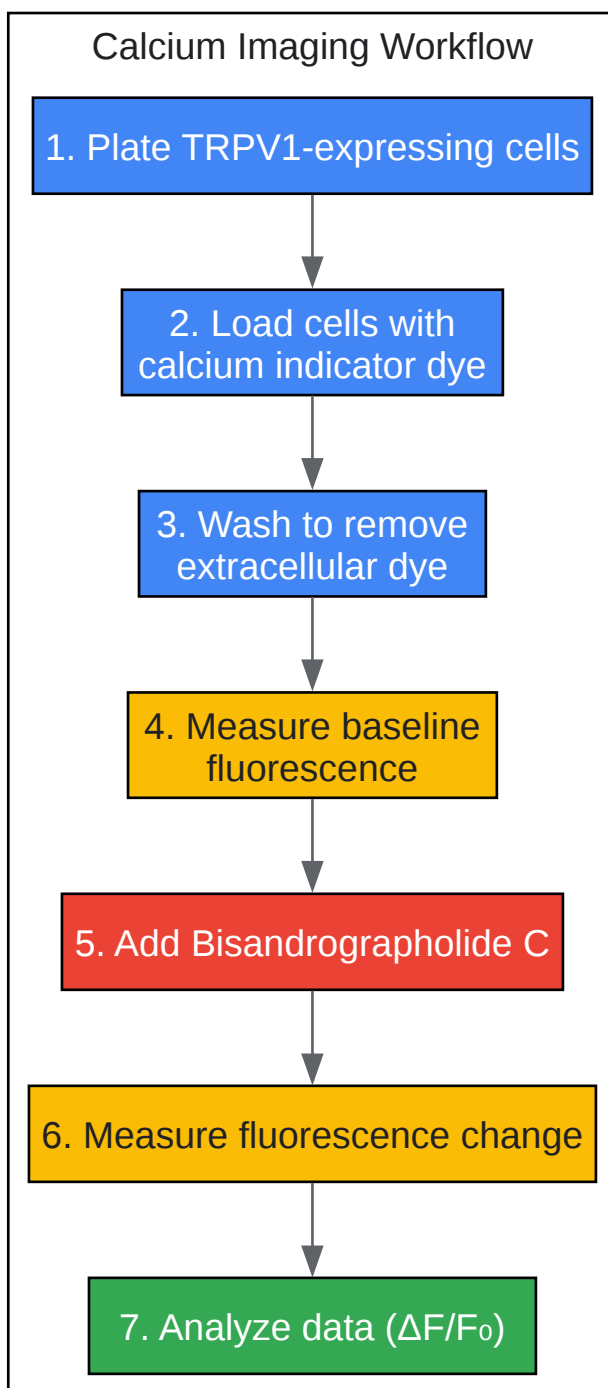 Calcium Imaging Workflow
1. Plate TRPV1-expressing cells
2. Load cells with
calcium indicator dye
3. Wash to remove
extracellular dye
4. Measure baseline
fluorescence
5. Add Bisandrographolide C
6. Measure fluorescence change
7. Analyze data (ΔF/F₀)